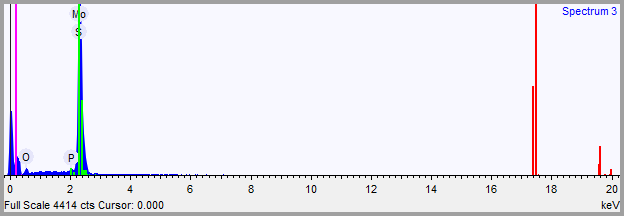 Spectrum 3
Mo
S
O
P
0 2 4 6 8 10 12 14 16 18 20
Full Scale 4414 cts Cursor: 0.000 keV